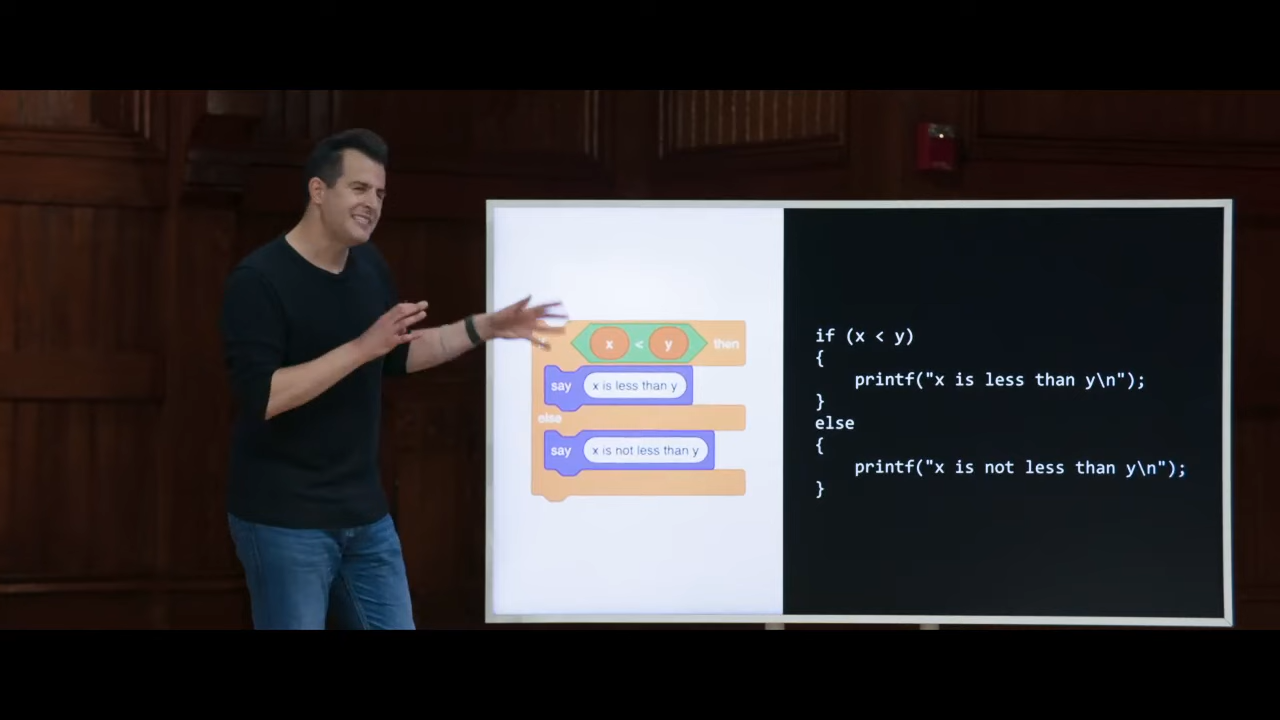 x < y then
say x is less than y
else
say x is not less than y
if (x < y)
{
printf("x is less than y\n");
}
else
{
printf("x is not less than y\n");
}